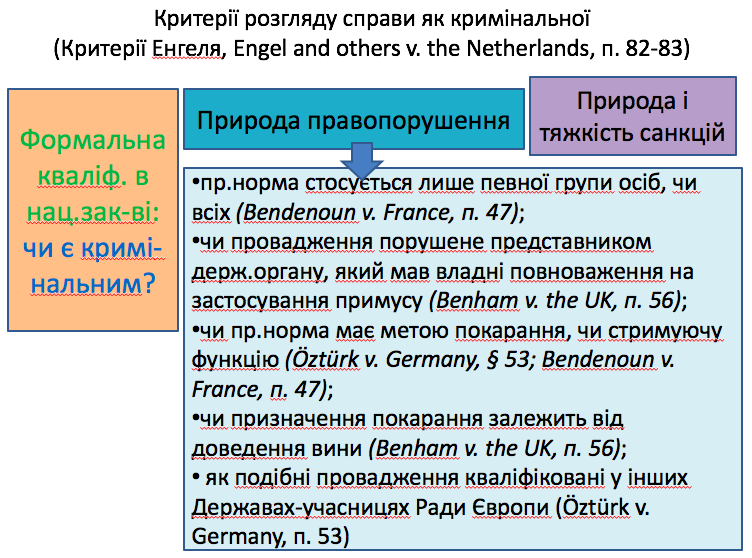 Критерії розгляду справи як кримінальної
(Критерії Енгеля, Engel and others v. the Netherlands, п. 82-83)
Формальна
кваліф. в
нац.зак-ві:
чи є кримі-
нальним?
Природа правопорушення
Природа і
тяжкість санкцій
•пр.норма стосується лише певної групи осіб, чи
всіх (Bendenoun v. France, п. 47);
•чи провадження порушене представником
держ.органу, який мав владні повноваження на
застосування примусу (Benham v. the UK, п. 56);
•чи пр.норма має метою покарання, чи стримуючу
функцію (Öztürk v. Germany, § 53; Bendenoun v.
France, п. 47);
•чи призначення покарання залежить від
доведення вини (Benham v. the UK, п. 56);
• як подібні провадження кваліфіковані у інших
Державах-учасницях Ради Європи (Öztürk v.
Germany, п. 53)